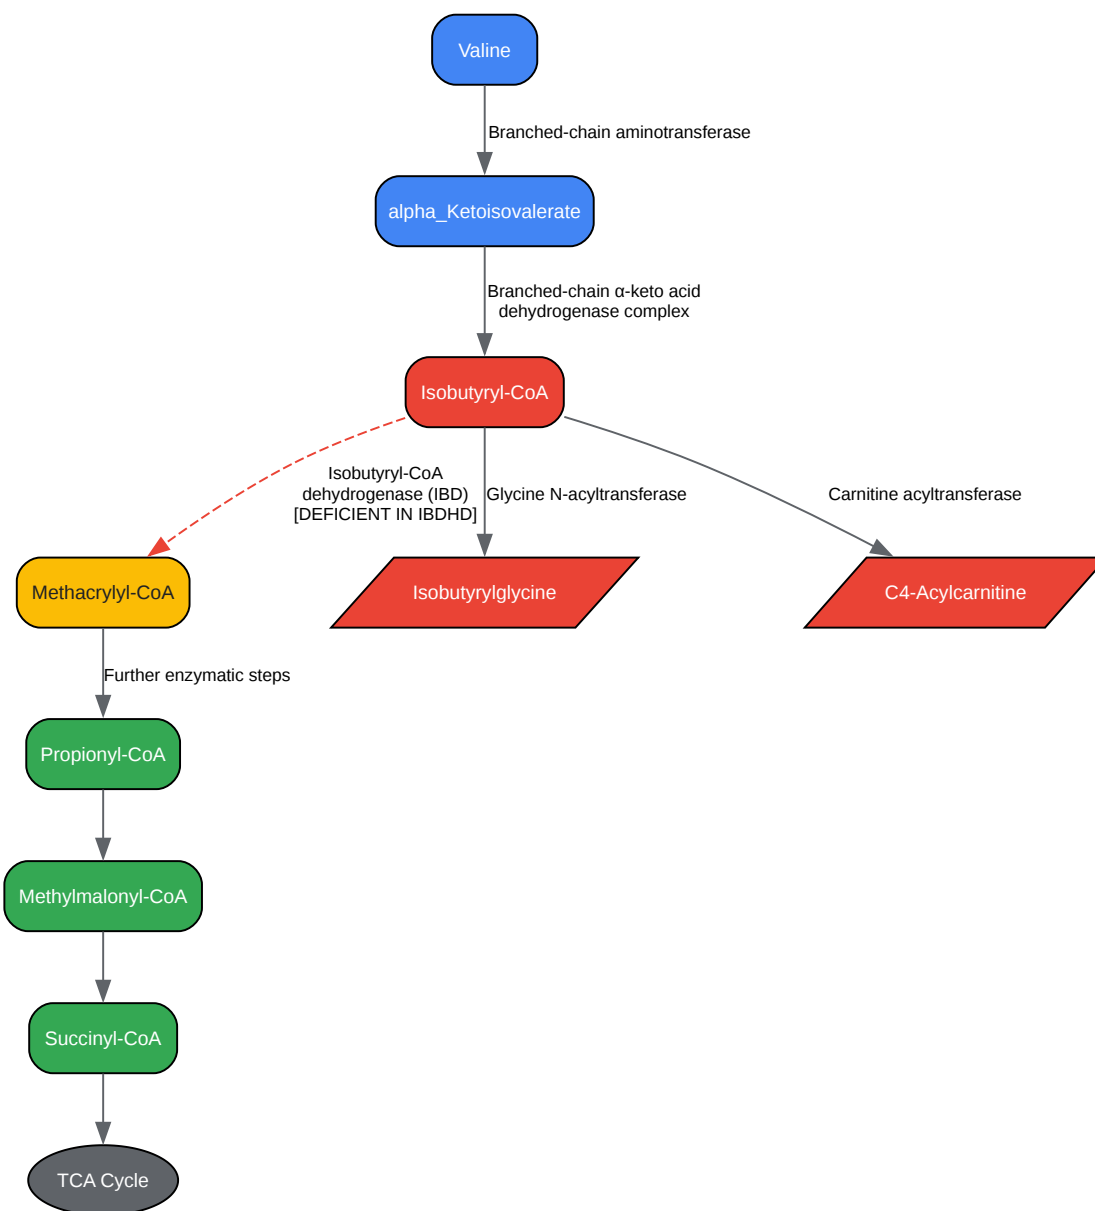 Valine
Branched-chain aminotransferase
alpha_Ketoisovalerate
Branched-chain α-keto acid
dehydrogenase complex
Isobutyryl-CoA
Isobutyryl-CoA
dehydrogenase (IBD)
[DEFICIENT IN IBDHD]
Glycine N-acyltransferase
Carnitine acyltransferase
Methacrylyl-CoA
Isobutyrylglycine
C4-Acylcarnitine
Further enzymatic steps
Propionyl-CoA
Methylmalonyl-CoA
Succinyl-CoA
TCA Cycle